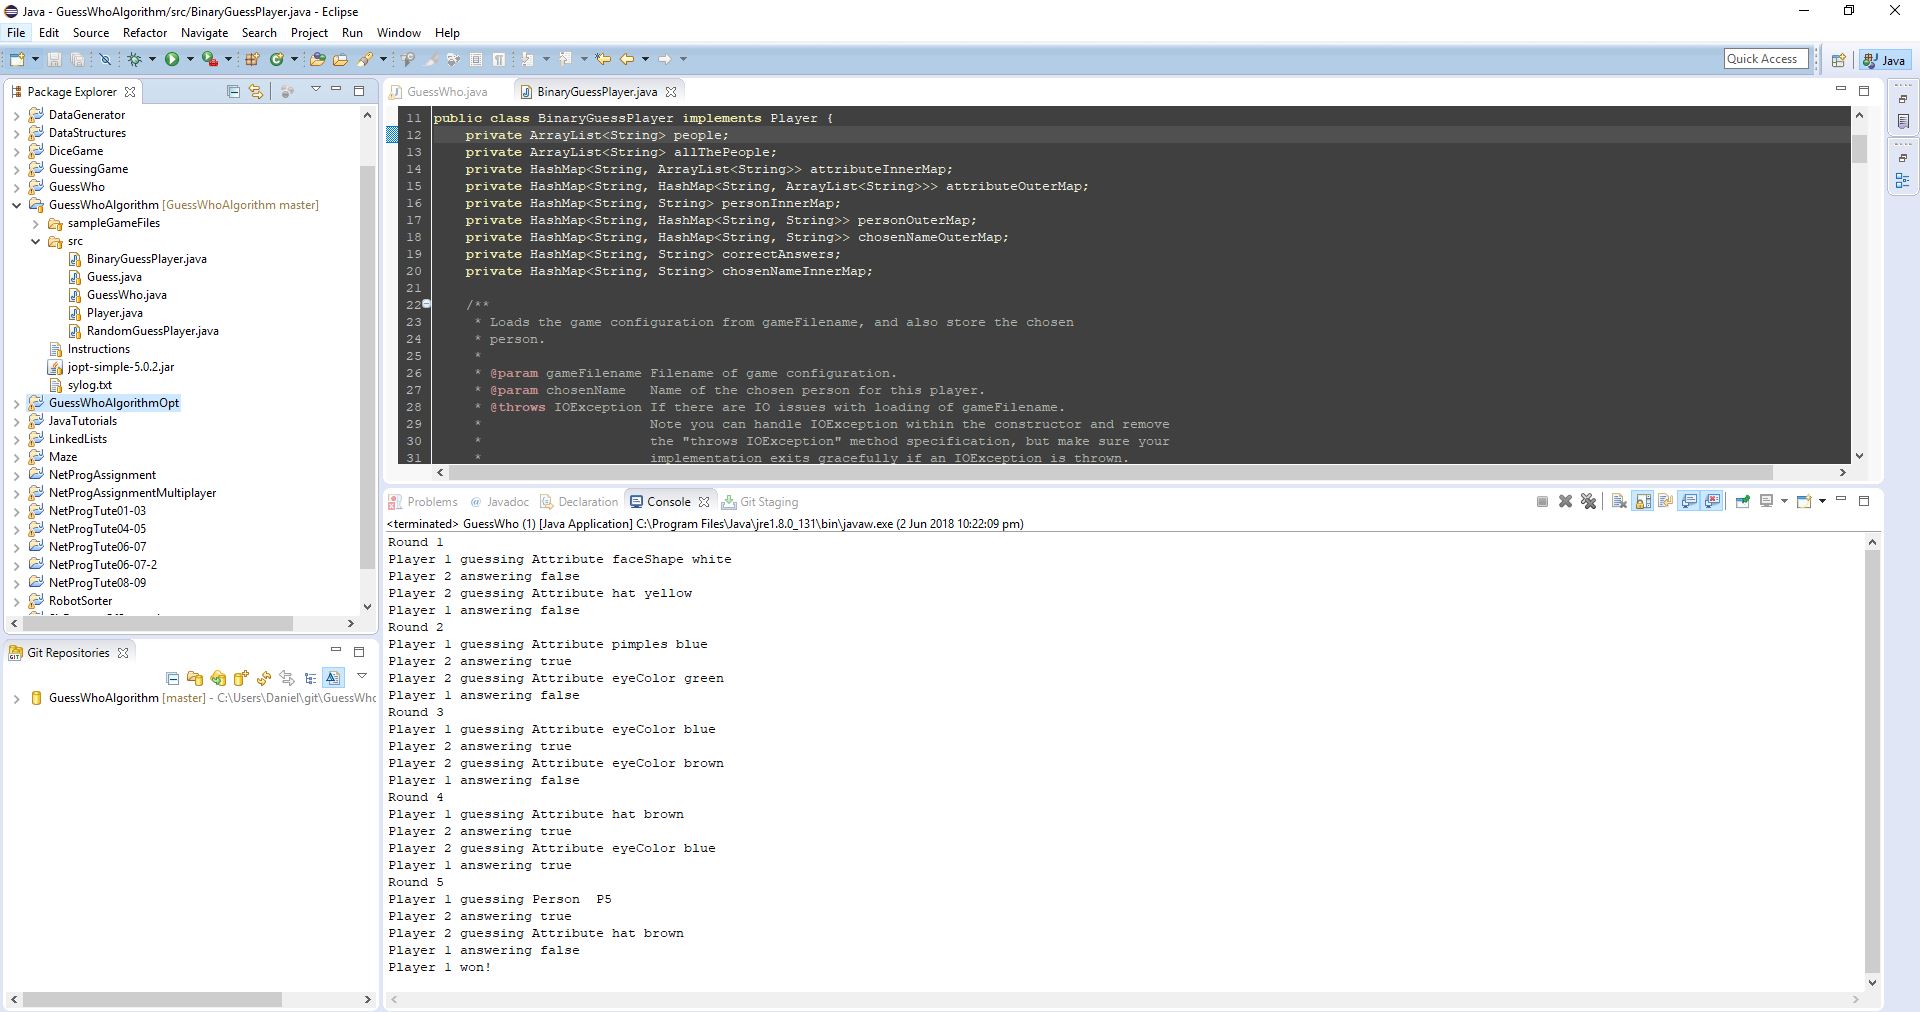 Java - GuessWhoAlgorithm/src/BinaryGuessPlayer.java - Eclipse
File Edit Source Refactor Navigate Search Project Run Window Help
Quick Access
Java
Package Explorer
DataGenerator
DataStructures
DiceGame
GuessingGame
GuessWho
GuessWhoAlgorithm [GuessWhoAlgorithm master]
sampleGameFiles
src
BinaryGuessPlayer.java
Guess.java
GuessWho.java
Player.java
RandomGuessPlayer.java
Instructions
jopt-simple-5.0.2.jar
sylog.txt
GuessWhoAlgorithmOpt
JavaTutorials
LinkedLists
Maze
NetProgAssignment
NetProgAssignmentMultiplayer
NetProgTute01-03
NetProgTute04-05
NetProgTute06-07
NetProgTute06-07-2
NetProgTute08-09
RobotSorter
Git Repositories
GuessWhoAlgorithm [master] - C:\Users\Daniel\git\GuessWho
GuessWho.java
BinaryGuessPlayer.java
11 public class BinaryGuessPlayer implements Player {
12 private ArrayList<String> people;
13 private ArrayList<String> allThePeople;
14 private HashMap<String, ArrayList<String>> attributeInnerMap;
15 private HashMap<String, HashMap<String, ArrayList<String>>> attributeOuterMap;
16 private HashMap<String, String> personInnerMap;
17 private HashMap<String, HashMap<String, String>> personOuterMap;
18 private HashMap<String, HashMap<String, String>> chosenNameOuterMap;
19 private HashMap<String, String> correctAnswers;
20 private HashMap<String, String> chosenNameInnerMap;
21
22 /**
23 * Loads the game configuration from gameFilename, and also store the chosen
24 * person.
25 *
26 * @param gameFilename Filename of game configuration.
27 * @param chosenName Name of the chosen person for this player.
28 * @throws IOException If there are IO issues with loading of gameFilename.
29 * Note you can handle IOException within the constructor and remove
30 * the "throws IOException" method specification, but make sure your
31 * implementation exits gracefully if an IOException is thrown.
Problems @ Javadoc Declaration Console Git Staging
<terminated> GuessWho (1) [Java Application] C:\Program Files\Java\jre1.8.0_131\bin\javaw.exe (2 Jun 2018 10:22:09 pm)
Round 1
Player 1 guessing Attribute faceShape white
Player 2 answering false
Player 2 guessing Attribute hat yellow
Player 1 answering false
Round 2
Player 1 guessing Attribute pimples blue
Player 2 answering true
Player 2 guessing Attribute eyeColor green
Player 1 answering false
Round 3
Player 1 guessing Attribute eyeColor blue
Player 2 answering true
Player 2 guessing Attribute eyeColor brown
Player 1 answering false
Round 4
Player 1 guessing Attribute hat brown
Player 2 answering true
Player 2 guessing Attribute eyeColor blue
Player 1 answering true
Round 5
Player 1 guessing Person P5
Player 2 answering true
Player 2 guessing Attribute hat brown
Player 1 answering false
Player 1 won!